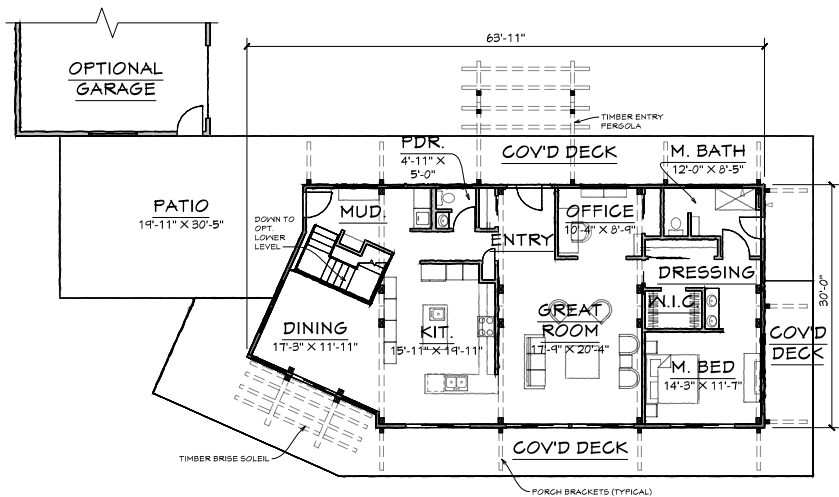 63'-11"
OPTIONAL
GARAGE
TIMBER ENTRY
PERGOLA
PDR.
4'-11" X
5'-0"
COV'D DECK
M. BATH
12'-0" X 8'-5"
PATIO
19'-11" X 30'-5"
MUD.
OFFICE
10'-4" X 8'-9"
DOWN TO
OPT.
LOWER
LEVEL
ENTRY
DRESSING
30'-0"
W.I.C.
DINING
17'-3" X 11'-11"
KIT.
15'-11" X 19'-11"
GREAT
ROOM
17'-9" X 20'-4"
COV'D
DECK
M. BED
14'-3" X 11'-7"
TIMBER BRISE SOLEIL
COV'D DECK
PORCH BRACKETS (TYPICAL)